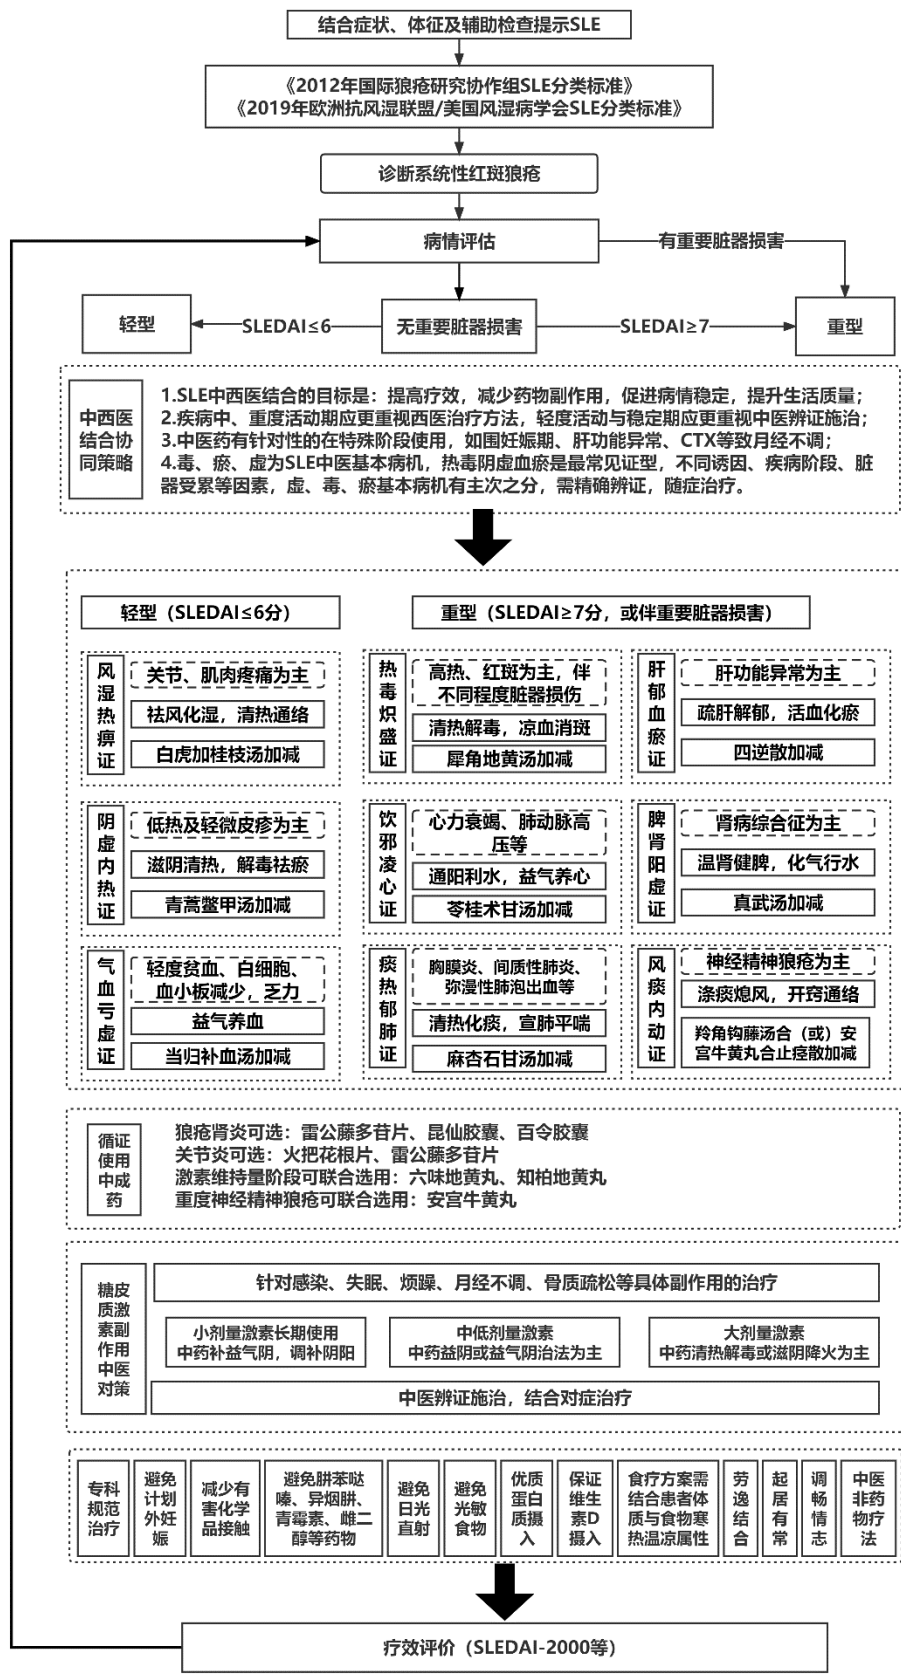 结合症状、体征及辅助检查提示SLE
《2012年国际狼疮研究协作组SLE分类标准》
《2019年欧洲抗风湿联盟/美国风湿病学会SLE分类标准》
诊断系统性红斑狼疮
病情评估
有重要脏器损害
轻型
SLEDAI≤6
无重要脏器损害
SLEDAI≥7
重型
中西医
结合协
同策略
1.SLE中西医结合的目标是：提高疗效，减少药物副作用，促进病情稳定，提升生活质量；
2.疾病中、重度活动期应更重视西医治疗方法，轻度活动与稳定期应更重视中医辨证施治；
3.中医药有针对性的在特殊阶段使用，如围妊娠期、肝功能异常、CTX等致月经不调；
4.毒、瘀、虚为SLE中医基本病机，热毒阴虚血瘀是最常见证型，不同诱因、疾病阶段、脏
器受累等因素，虚、毒、瘀基本病机有主次之分，需精确辨证，随症治疗。
轻型（SLEDAI≤6分）
重型（SLEDAI≥7分，或伴重要脏器损害）
风湿热痹证
关节、肌肉疼痛为主
祛风化湿，清热通络
白虎加桂枝汤加减
热毒炽盛证
高热、红斑为主，伴
不同程度脏器损伤
清热解毒，凉血消斑
犀角地黄汤加减
肝郁血瘀证
肝功能异常为主
疏肝解郁，活血化瘀
四逆散加减
阴虚内热证
低热及轻微皮疹为主
滋阴清热，解毒祛瘀
青蒿鳖甲汤加减
饮邪凌心证
心力衰竭、肺动脉高
压等
通阳利水，益气养心
苓桂术甘汤加减
脾肾阳虚证
肾病综合征为主
温肾健脾，化气行水
真武汤加减
气血亏虚证
轻度贫血、白细胞、
血小板减少，乏力
益气养血
当归补血汤加减
痰热郁肺证
胸膜炎、间质性肺炎、
弥漫性肺泡出血等
清热化痰，宣肺平喘
麻杏石甘汤加减
风痰内动证
神经精神狼疮为主
涤痰熄风，开窍通络
羚角钩藤汤合（或）安
宫牛黄丸合止痉散加减
循证
使用
中成
药
狼疮肾炎可选：雷公藤多苷片、昆仙胶囊、百令胶囊
关节炎可选：火把花根片、雷公藤多苷片
激素维持量阶段可联合选用：六味地黄丸、知柏地黄丸
重度神经精神狼疮可联合选用：安宫牛黄丸
糖皮
质激
素副
作用
中医
对策
针对感染、失眠、烦躁、月经不调、骨质疏松等具体副作用的治疗
小剂量激素长期使用
中药补益气阴，调补阴阳
中低剂量激素
中药益阴或益气阴治法为主
大剂量激素
中药清热解毒或滋阴降火为主
中医辨证施治，结合对症治疗
专科
规范
治疗
避免
计划
外妊
娠
减少有
害化学
品接触
避免肼苯哒
嗪、异烟肼、
青霉素、雌二
醇等药物
避免
日光
直射
避免
光敏
食物
优质
蛋白
质摄
入
保证
维生
素D
摄入
食疗方案需
结合患者体
质与食物寒
热温凉属性
劳
逸
结
合
起
居
有
常
调
畅
情
志
中医
非药
物疗
法
疗效评价（SLEDAI-2000等）